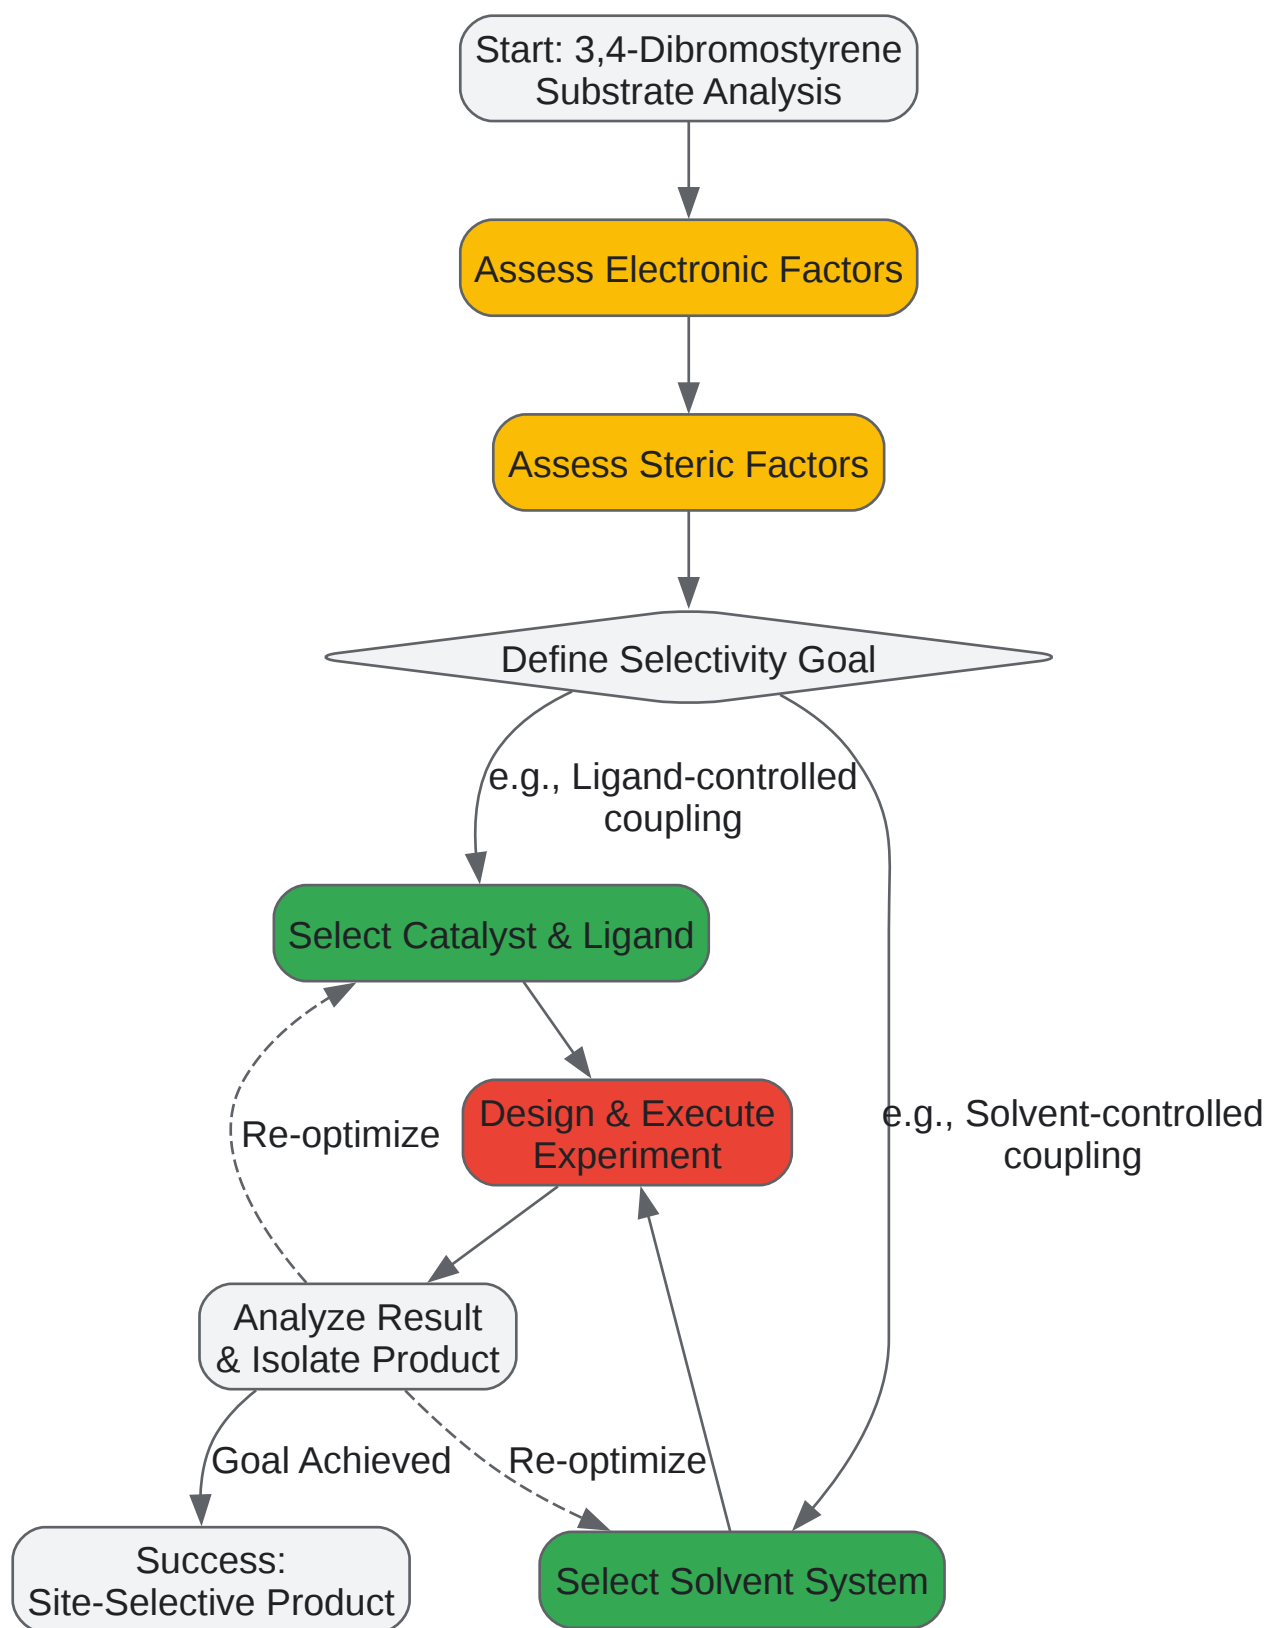 Start: 3,4-Dibromostyrene
Substrate Analysis
Assess Electronic Factors
Assess Steric Factors
Define Selectivity Goal
e.g., Ligand-controlled
coupling
Select Catalyst & Ligand
Design & Execute
Experiment
Re-optimize
e.g., Solvent-controlled
coupling
Analyze Result
& Isolate Product
Goal Achieved
Re-optimize
Success:
Site-Selective Product
Select Solvent System